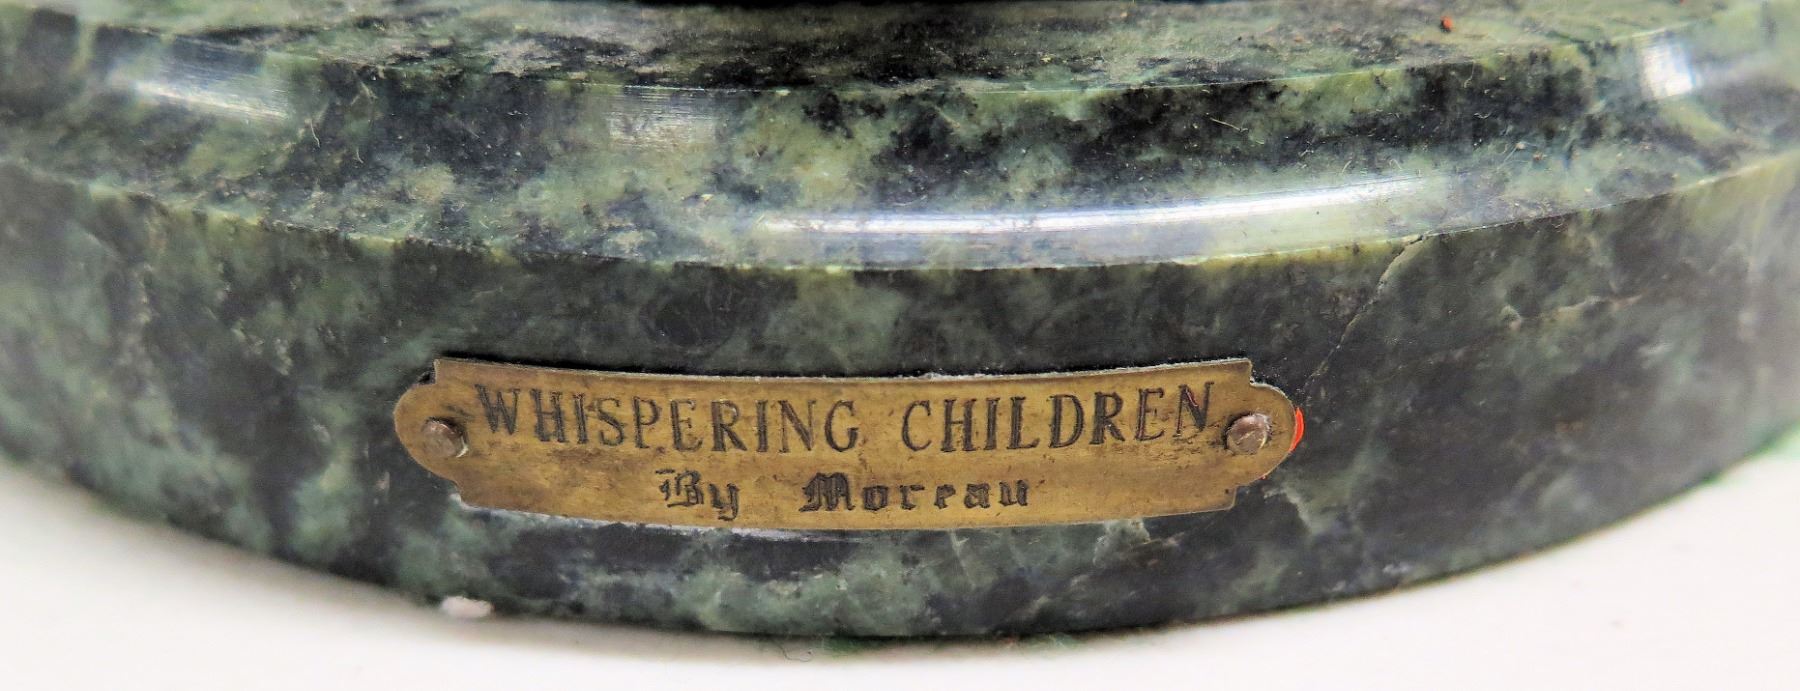 WHISPERING CHILDREN
By Moreau